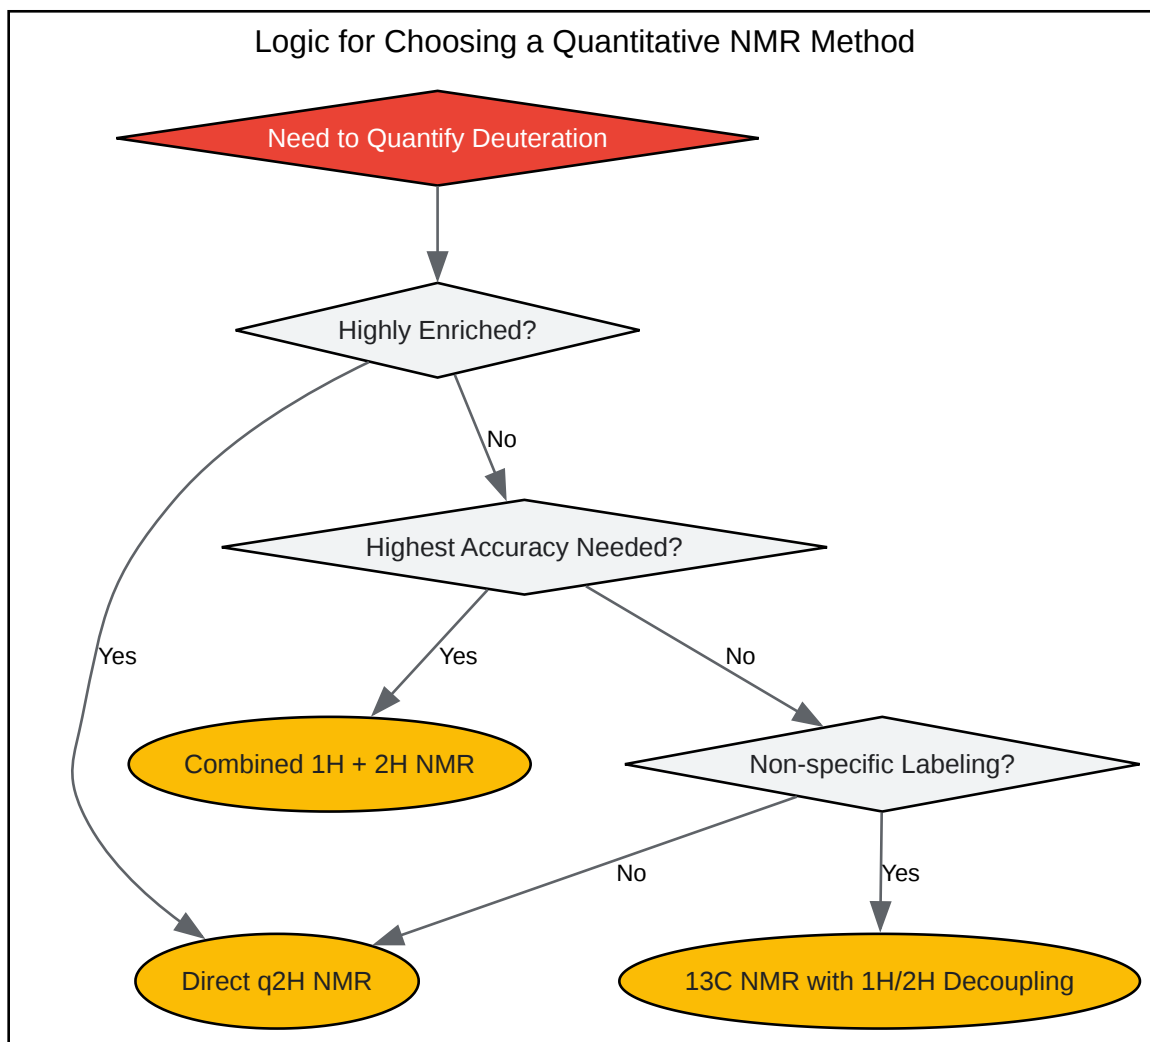 Logic for Choosing a Quantitative NMR Method
Need to Quantify Deuteration
Highly Enriched?
No
Highest Accuracy Needed?
Yes
Yes
No
Combined 1H + 2H NMR
Non-specific Labeling?
No
Yes
Direct q2H NMR
13C NMR with 1H/2H Decoupling